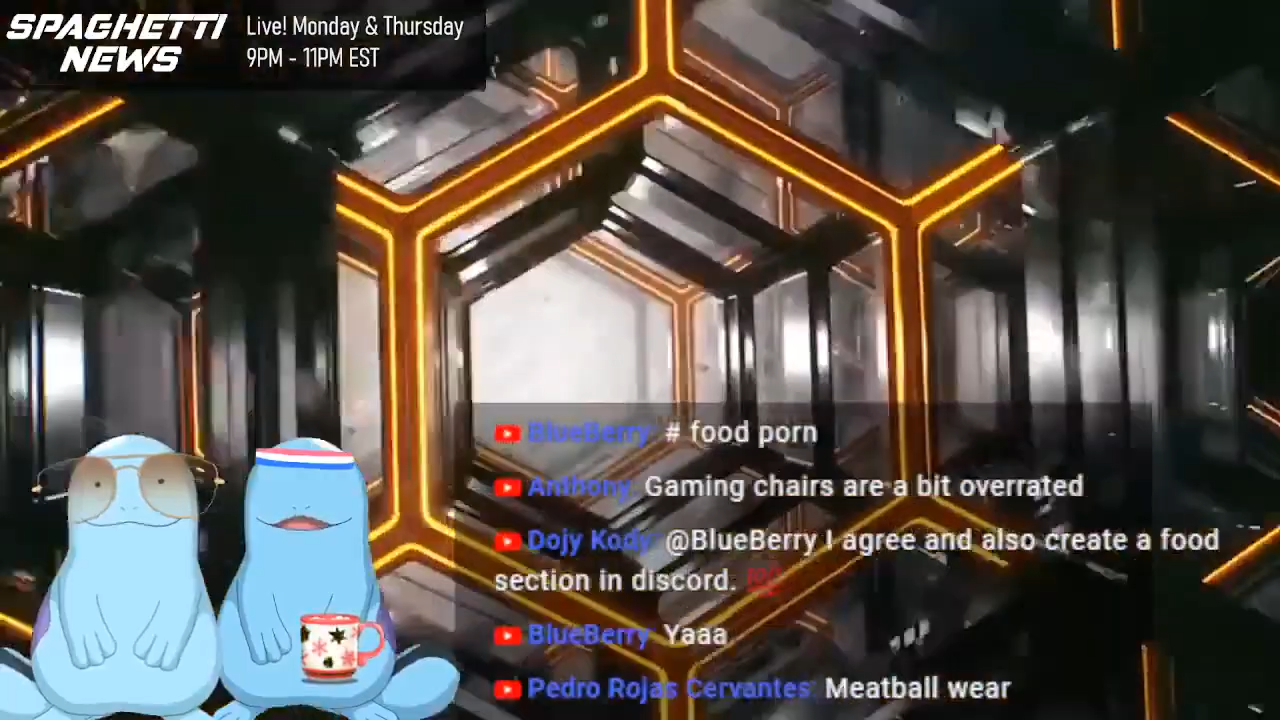 SPAGHETTI
NEWS
Live! Monday & Thursday
9PM - 11PM EST
BlueBerry # food porn
Anthony Gaming chairs are a bit overrated
Dojy Kody @BlueBerry I agree and also create a food
section in discord. 💯
BlueBerry Yaaa
Pedro Rojas Cervantes Meatball wear